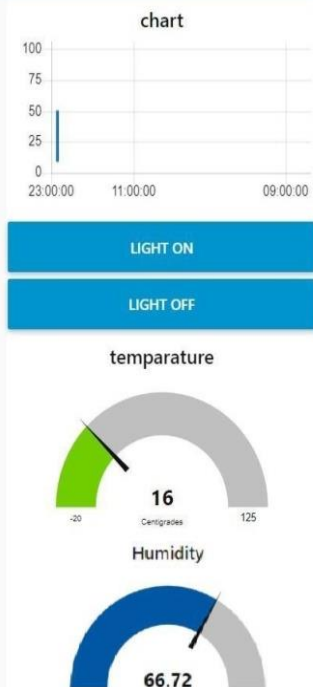 chart
100
75
50
25
0
23:00:00 11:00:00 09:00:00
LIGHT ON
LIGHT OFF
temparature
16
-20 Centigrades 125
Humidity
66.72